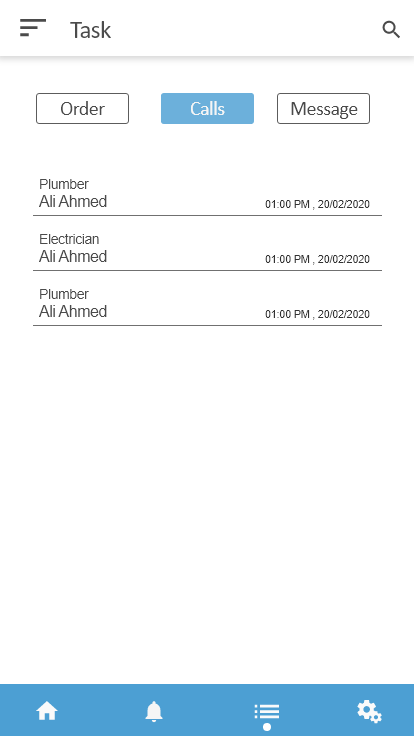 Task
Order
Calls
Message
Plumber
Ali Ahmed
01:00 PM , 20/02/2020
Electrician
Ali Ahmed
01:00 PM , 20/02/2020
Plumber
Ali Ahmed
01:00 PM , 20/02/2020